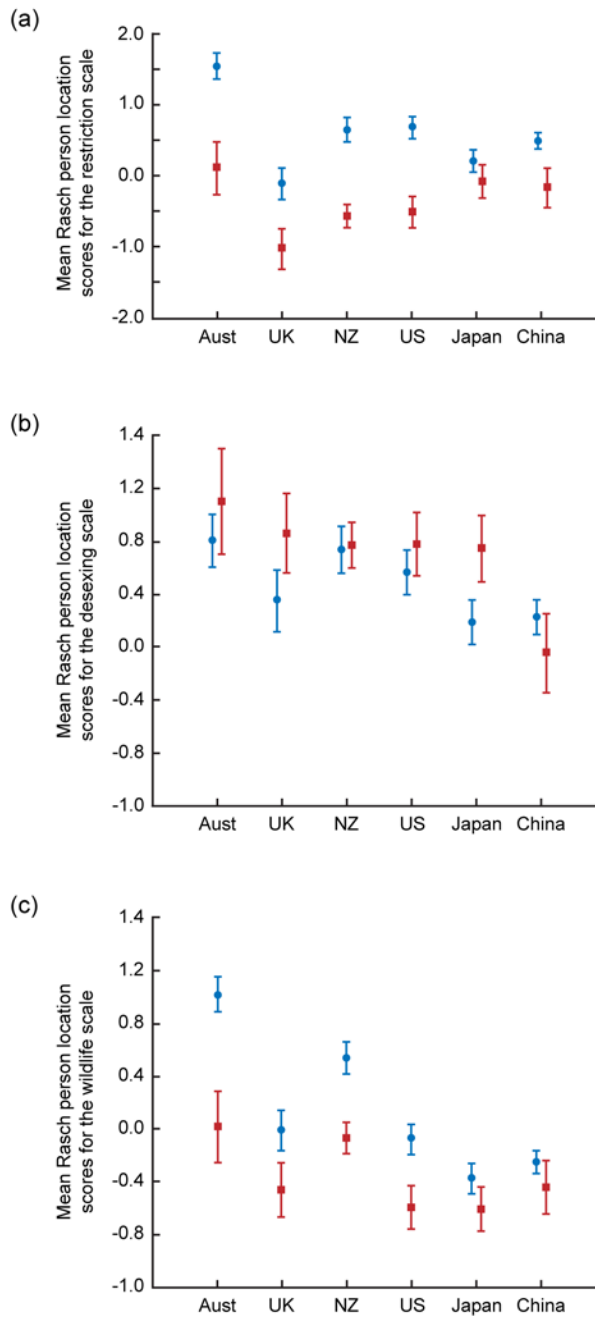 (a)
Mean Rasch person location
scores for the restriction scale
2.0
1.0
0.0
-1.0
-2.0
Aust UK NZ US Japan China
(b)
Mean Rasch person location
scores for the desexing scale
1.4
1.2
0.8
0.4
0.0
-0.4
-0.8
-1.0
Aust UK NZ US Japan China
(c)
Mean Rasch person location
scores for the wildlife scale
1.4
1.2
0.8
0.4
0.0
-0.4
-0.8
-1.0
Aust UK NZ US Japan China